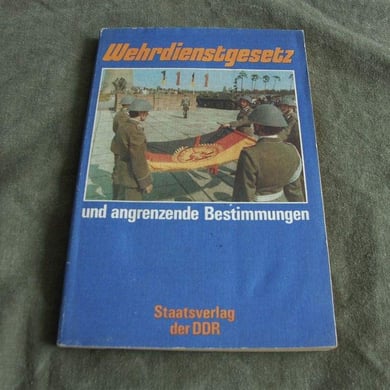 Wehrdienstgesetz
und angrenzende Bestimmungen
Staatsverlag
der DDR